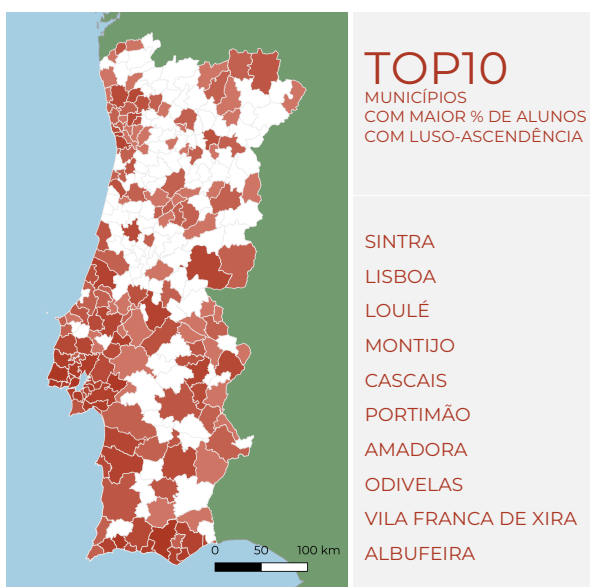 TOP10
MUNICÍPIOS
COM MAIOR % DE ALUNOS
COM LUSO-ASCENDÊNCIA
SINTRA
LISBOA
LOULÉ
MONTIJO
CASCAIS
PORTIMÃO
AMADORA
ODIVELAS
VILA FRANCA DE XIRA
ALBUFEIRA
0 50 100 km